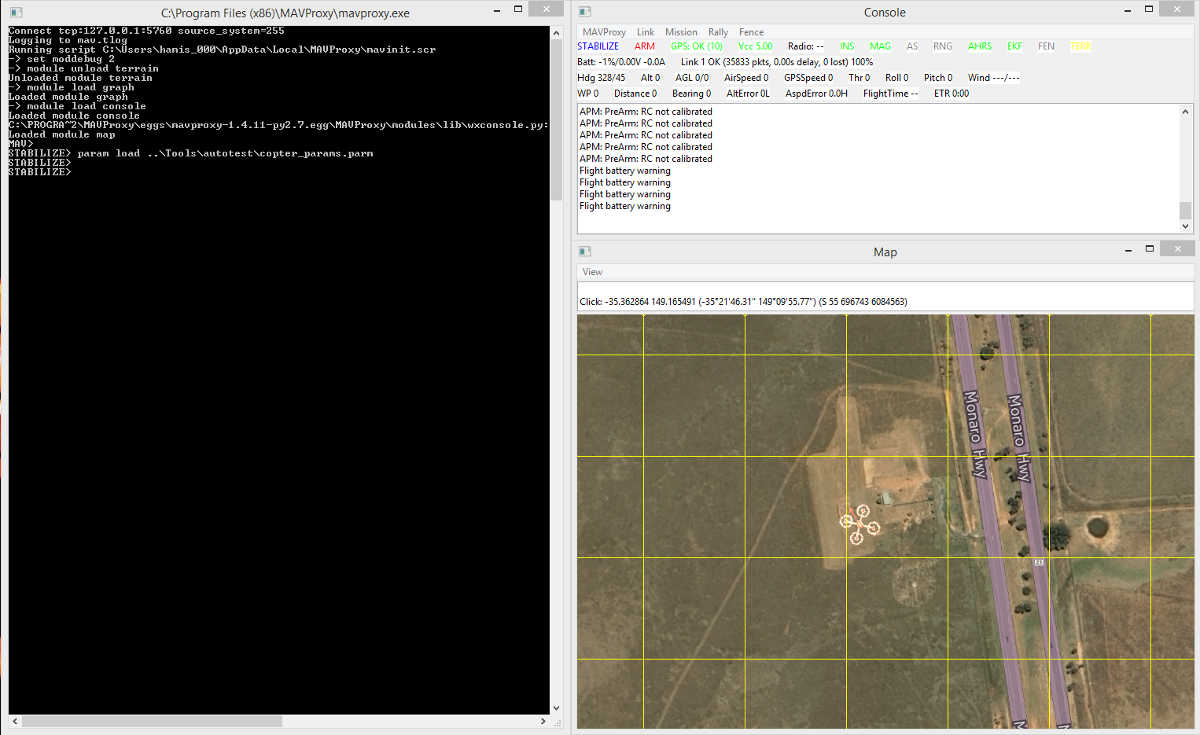 C:\Program Files (x86)\MAVProxy\mavproxy.exe
Connect tcp:127.0.0.1:5760 source_system=255
Logging to mav.tlog
Running script C:\Users\hamis_000\AppData\Local\MAVProxy\mavinit.scr
-> set moddebug 2
-> module unload terrain
Unloaded module terrain
-> module load graph
Loaded module graph
-> module load console
Loaded module console
C:\PROGRA~2\MAVProxy\eggs\mavproxy-1.4.11-py2.7.egg\MAVProxy\modules\lib\wxconsole.py:
Loaded module map
MAV>
STABILIZE> param load ..\Tools\autotest\copter_params.parm
STABILIZE>
STABILIZE>
Console
MAVProxy Link Mission Rally Fence
STABILIZE ARM GPS: OK (10) Vcc 5.00 Radio: -- INS MAG AS RNG AHRS EKF FEN TERR
Batt: -1%/0.00V -0.0A Link 1 OK (35833 pkts, 0.00s delay, 0 lost) 100%
Hdg 328/45 Alt 0 AGL 0/0 AirSpeed 0 GPSSpeed 0 Thr 0 Roll 0 Pitch 0 Wind ---/---
WP 0 Distance 0 Bearing 0 AltError 0L AspdError 0.0H FlightTime -- ETR 0:00
APM: PreArm: RC not calibrated
APM: PreArm: RC not calibrated
APM: PreArm: RC not calibrated
APM: PreArm: RC not calibrated
APM: PreArm: RC not calibrated
Flight battery warning
Flight battery warning
Flight battery warning
Flight battery warning
Map
View
Click: -35.362864 149.165491 (-35°21'46.31" 149°09'55.77") (S 55 696743 6084563)
Monaro Hwy
Monaro Hwy
23
M
M